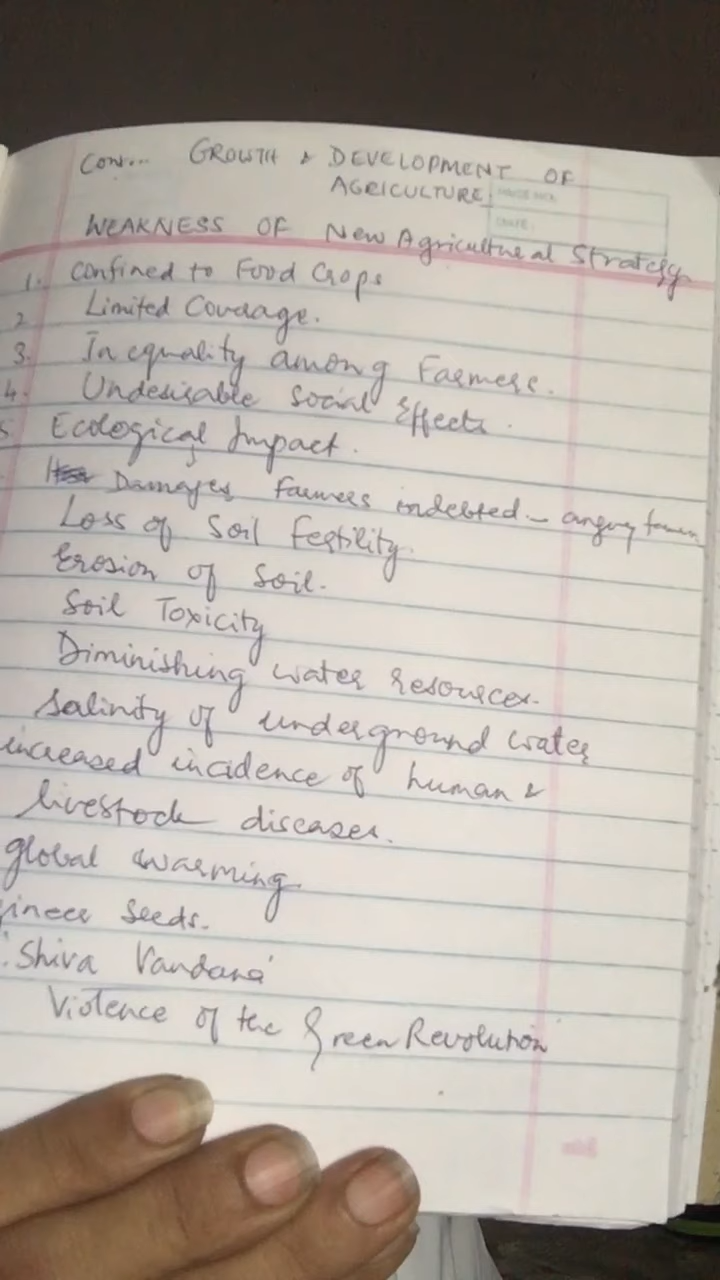 Con... GROWTH & DEVELOPMENT OF
AGRICULTURE
WEAKNESS OF New Agricultural Strategy
1. Confined to Food Crops
2 Limited Coverage.
3. Inequality among Farmers.
4. Undesirable Social Effects.
5 Ecological Impact.
Damages farmers indebted - angry
Loss of Soil Fertility.
Erosion of Soil.
Soil Toxicity
Diminishing water resources.
Salinity of underground water
increased incidence of human &
livestock diseases.
global warming
gineer Seeds.
Shiva Vandana
Violence of the Green Revolution